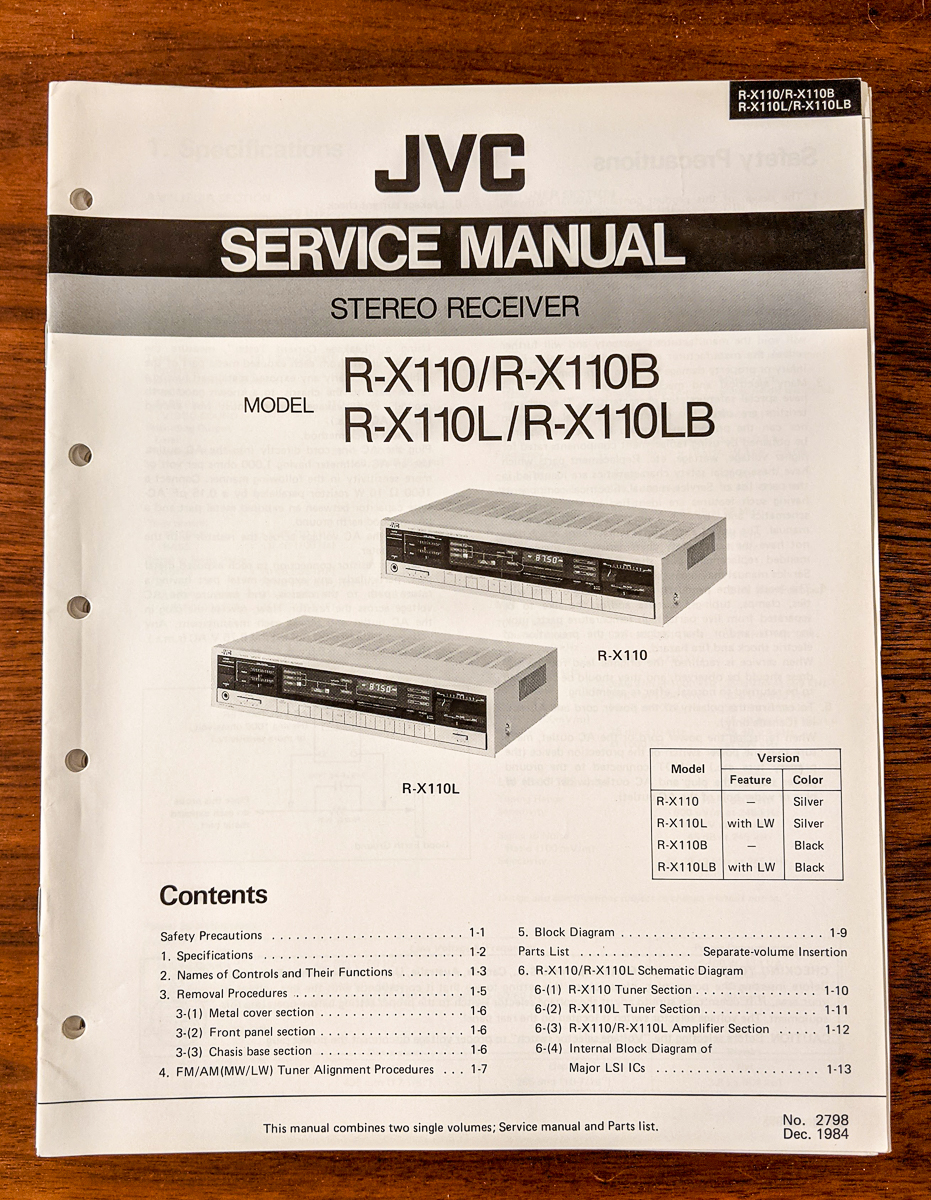 R-X110/R-X110B
R-X110L/R-X110LB
JVC
SERVICE MANUAL
STEREO RECEIVER
MODEL
R-X110/R-X110B
R-X110L/R-X110LB
JVC
87.50
R-X110
JVC
87.50
R-X110L
Model Version
Feature Color
R-X110 — Silver
R-X110L with LW Silver
R-X110B — Black
R-X110LB with LW Black
Contents
Safety Precautions . . . . . . . . . . . . . . . . . . . . . . . . 1-1
1. Specifications . . . . . . . . . . . . . . . . . . . . . . . . 1-2
2. Names of Controls and Their Functions . . . . . . . . 1-3
3. Removal Procedures . . . . . . . . . . . . . . . . . . . . . 1-5
3-(1) Metal cover section . . . . . . . . . . . . . . . . . . 1-6
3-(2) Front panel section . . . . . . . . . . . . . . . . . . 1-6
3-(3) Chasis base section . . . . . . . . . . . . . . . . . . 1-6
4. FM/AM(MW/LW) Tuner Alignment Procedures . . . 1-7
5. Block Diagram . . . . . . . . . . . . . . . . . . . . . . . . . 1-9
Parts List . . . . . . . . . . . . . . Separate-volume Insertion
6. R-X110/R-X110L Schematic Diagram
6-(1) R-X110 Tuner Section . . . . . . . . . . . . . . . 1-10
6-(2) R-X110L Tuner Section . . . . . . . . . . . . . . 1-11
6-(3) R-X110/R-X110L Amplifier Section . . . . . 1-12
6-(4) Internal Block Diagram of
Major LSI ICs . . . . . . . . . . . . . . . . . . . . 1-13
This manual combines two single volumes; Service manual and Parts list.
No. 2798
Dec. 1984